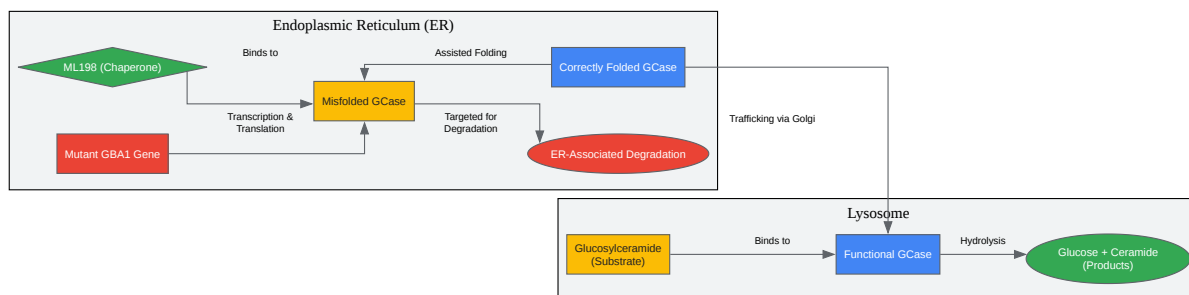 Endoplasmic Reticulum (ER)
Binds to
Assisted Folding
ML198 (Chaperone)
Correctly Folded GCase
Misfolded GCase
Transcription &
Translation
Targeted for
Degradation
Trafficking via Golgi
Mutant GBA1 Gene
ER-Associated Degradation
Lysosome
Glucosylceramide
(Substrate)
Binds to
Functional GCase
Hydrolysis
Glucose + Ceramide
(Products)